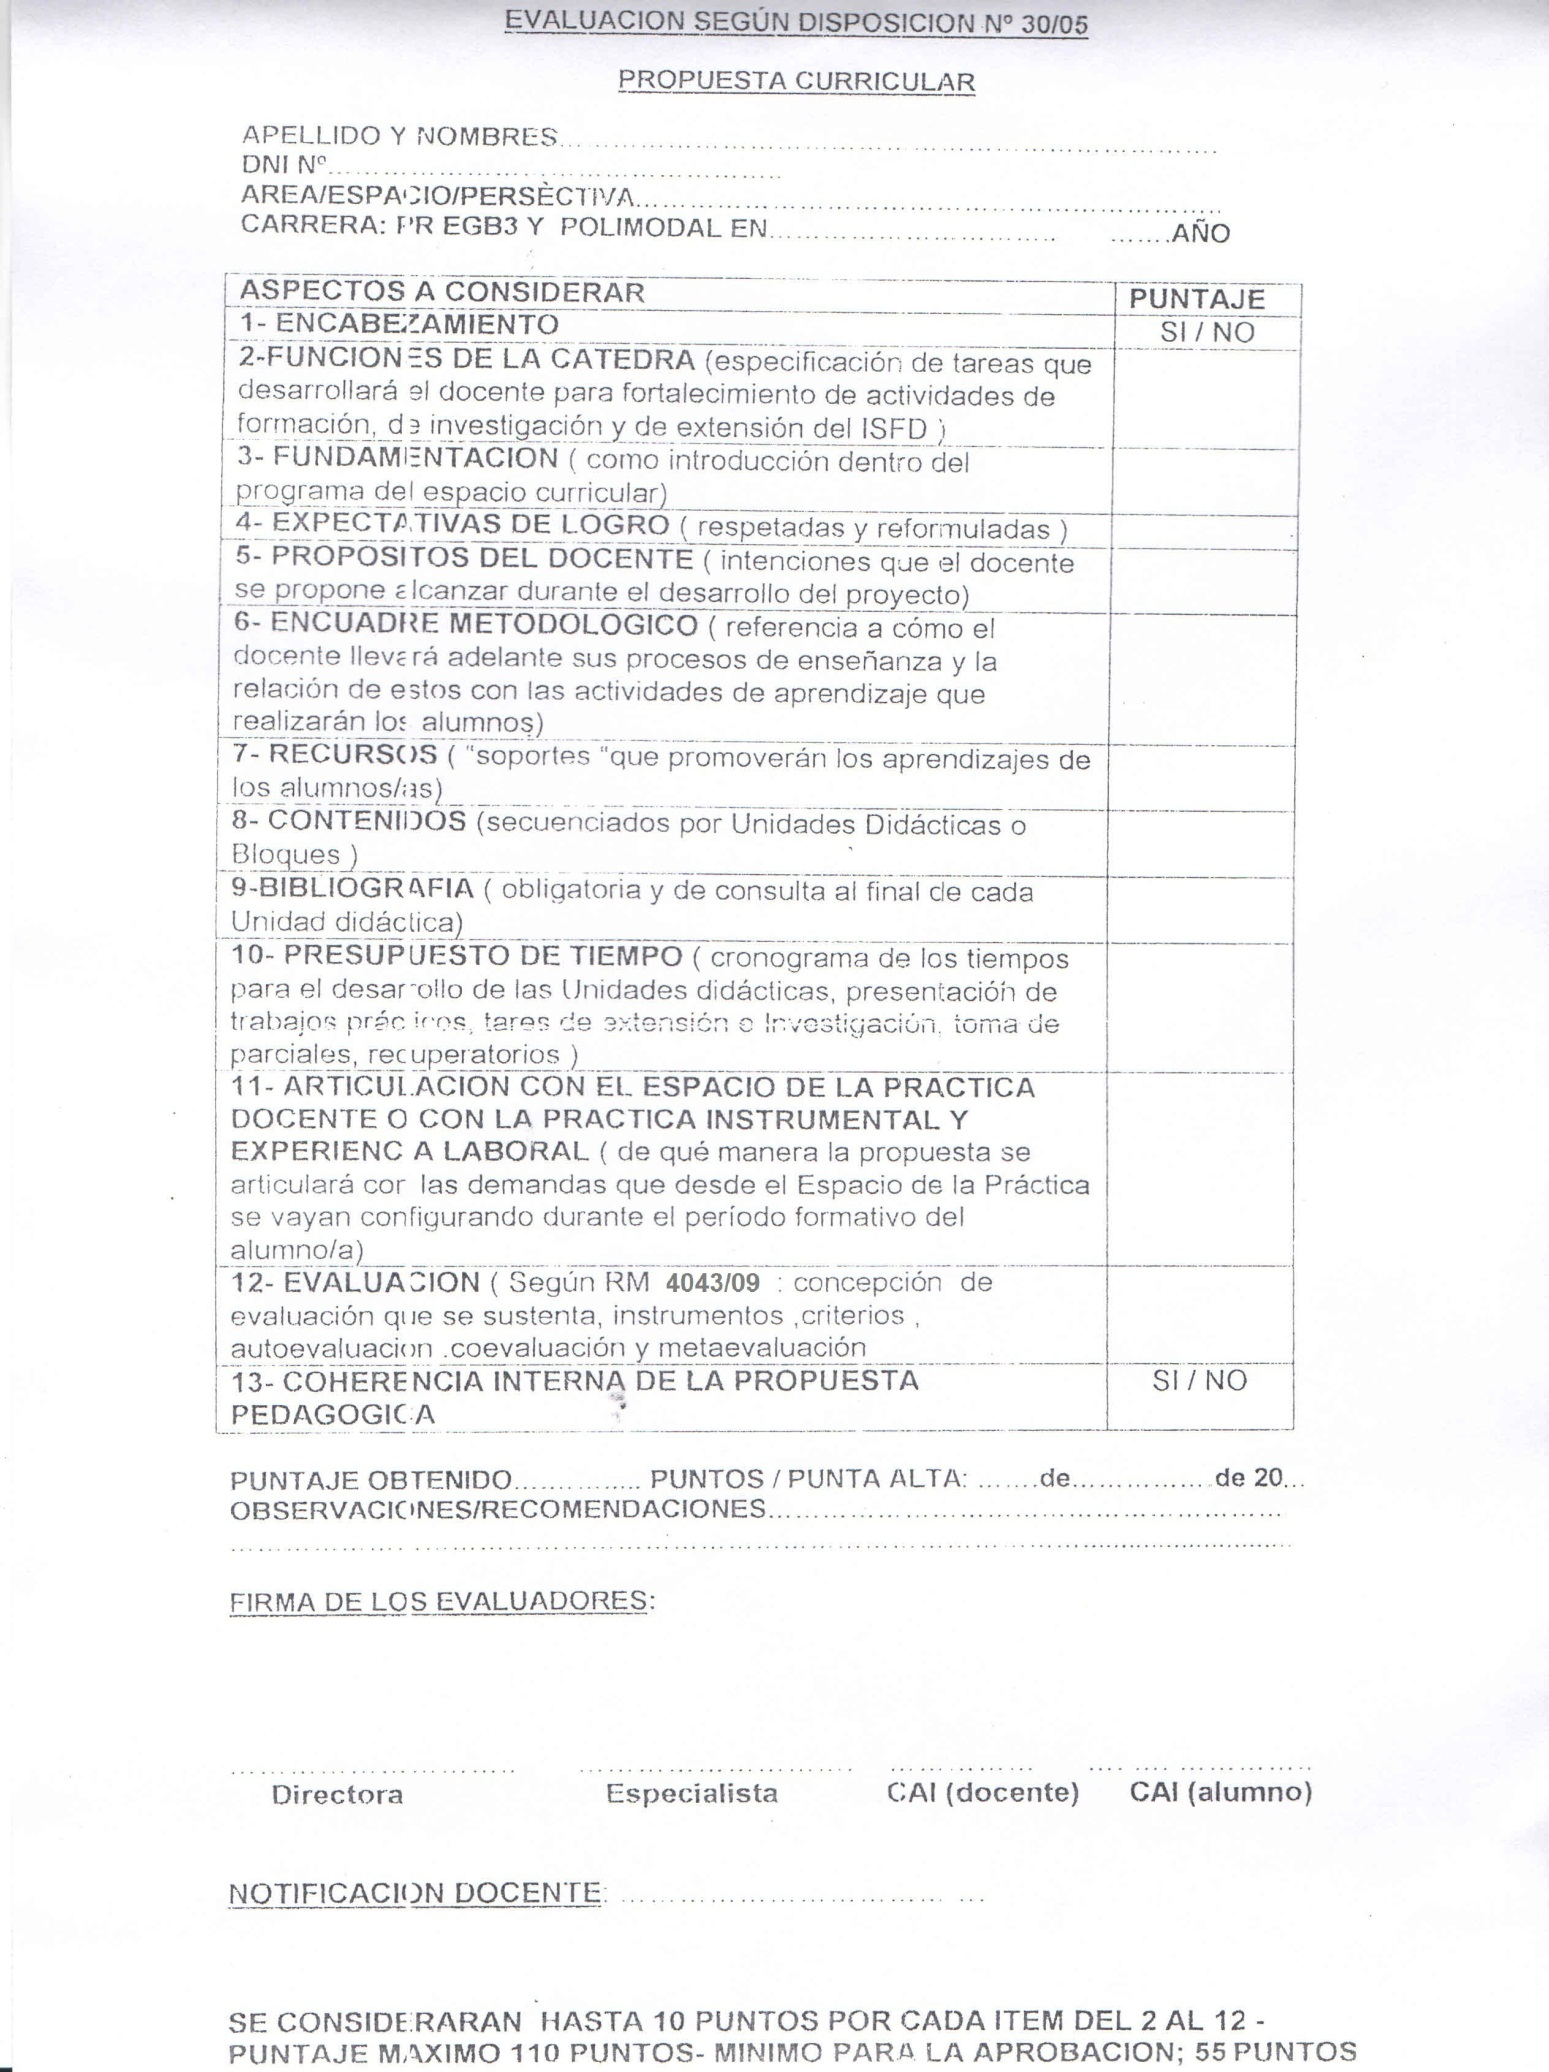 EVALUACION SEGÚN DISPOSICION Nº 30/05
PROPUESTA CURRICULAR
APELLIDO Y NOMBRES................................................................................
DNI Nº..................................................
AREA/ESPACIO/PERSÈCTIVA......................................................................
CARRERA: PR EGB3 Y POLIMODAL EN.................................. .......AÑO
ASPECTOS A CONSIDERAR PUNTAJE
1- ENCABEZAMIENTO SI / NO
2-FUNCIONES DE LA CATEDRA (especificación de tareas que
desarrollará el docente para fortalecimiento de actividades de
formación, de investigación y de extensión del ISFD )
3- FUNDAMENTACION ( como introducción dentro del
programa del espacio curricular)
4- EXPECTATIVAS DE LOGRO ( respetadas y reformuladas )
5- PROPOSITOS DEL DOCENTE ( intenciones que el docente
se propone alcanzar durante el desarrollo del proyecto)
6- ENCUADRE METODOLOGICO ( referencia a cómo el
docente llevará adelante sus procesos de enseñanza y la
relación de estos con las actividades de aprendizaje que
realizarán los alumnos)
7- RECURSOS ( "soportes "que promoverán los aprendizajes de
los alumnos/as)
8- CONTENIDOS (secuenciados por Unidades Didácticas o
Bloques )
9-BIBLIOGRAFIA ( obligatoria y de consulta al final de cada
Unidad didáctica)
10- PRESUPUESTO DE TIEMPO ( cronograma de los tiempos
para el desarrollo de las Unidades didácticas, presentación de
trabajos prácticos, tares de extensión e Investigación, toma de
parciales, recuperatorios )
11- ARTICULACION CON EL ESPACIO DE LA PRACTICA
DOCENTE O CON LA PRACTICA INSTRUMENTAL Y
EXPERIENCIA LABORAL ( de qué manera la propuesta se
articulará con las demandas que desde el Espacio de la Práctica
se vayan configurando durante el período formativo del
alumno/a)
12- EVALUACION ( Según RM 4043/09 : concepción de
evaluación que se sustenta, instrumentos ,criterios ,
autoevaluacion .coevaluación y metaevaluación
13- COHERENCIA INTERNA DE LA PROPUESTA SI / NO
PEDAGOGICA
PUNTAJE OBTENIDO............... PUNTOS / PUNTA ALTA: .......de.................de 20...
OBSERVACIONES/RECOMENDACIONES.......................................................
..............................................................................................................
FIRMA DE LOS EVALUADORES:
Directora Especialista CAI (docente) CAI (alumno)
NOTIFICACION DOCENTE: ........................................
SE CONSIDERARAN HASTA 10 PUNTOS POR CADA ITEM DEL 2 AL 12 -
PUNTAJE MAXIMO 110 PUNTOS- MINIMO PARA LA APROBACION; 55 PUNTOS